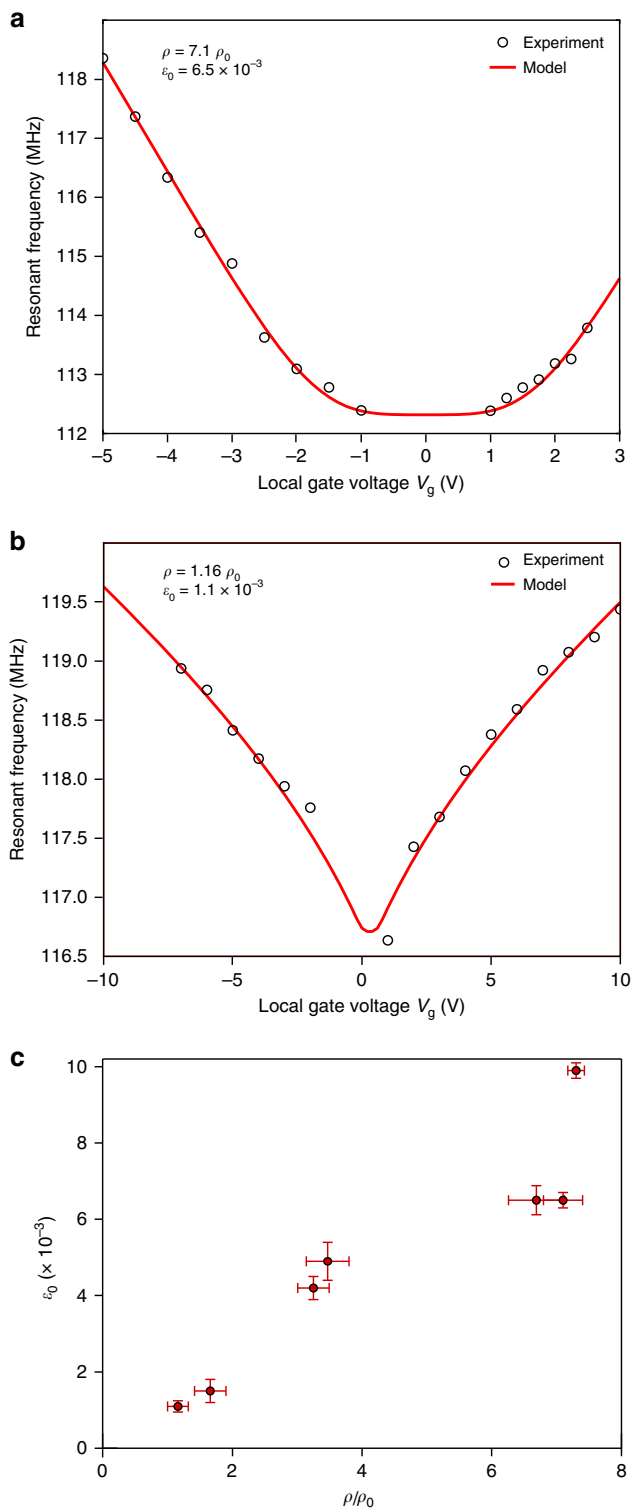 a
ρ = 7.1 ρ₀
ε₀ = 6.5 × 10⁻³
Experiment
Model
118
117
116
115
114
113
112
Resonant frequency (MHz)
−5 −4 −3 −2 −1 0 1 2 3
Local gate voltage Vg (V)
b
ρ = 1.16 ρ₀
ε₀ = 1.1 × 10⁻³
Experiment
Model
119.5
119.0
118.5
118.0
117.5
117.0
116.5
Resonant frequency (MHz)
−10 −5 0 5 10
Local gate voltage Vg (V)
c
10
8
6
4
2
0
ε₀ (× 10⁻³)
0 2 4 6 8
ρ/ρ₀